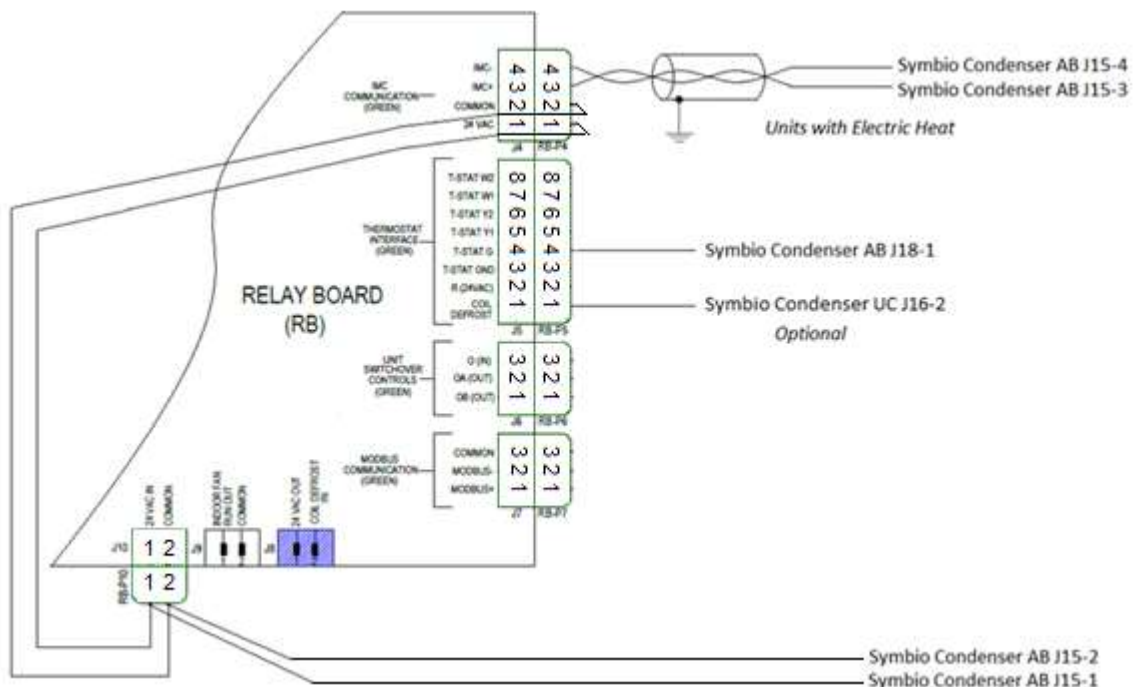 IMC-
IMC+
COMMON
24 VAC
IMC
COMMUNICATION
(GREEN)
4 4
3 3
2 2
1 1
J4 RB-P4
Symbio Condenser AB J15-4
Symbio Condenser AB J15-3
Units with Electric Heat
T-STAT W2 8 8
T-STAT W1 7 7
T-STAT Y2 6 6
T-STAT Y1 5 5
T-STAT G 4 4
T-STAT GND 3 3
R (24VAC) 2 2
COIL
DEFROST
1 1
J5 RB-P5
THERMOSTAT
INTERFACE
(GREEN)
Symbio Condenser AB J18-1
Symbio Condenser UC J16-2
Optional
RELAY BOARD
(RB)
UNIT
SWITCHOVER
CONTROLS
(GREEN)
O (IN) 3 3
OA (OUT) 2 2
OB (OUT) 1 1
J6 RB-P6
MODBUS
COMMUNICATION
(GREEN)
COMMON 3 3
MODBUS- 2 2
MODBUS+ 1 1
J7 RB-P7
24 VAC IN
COMMON
INDOOR FAN
RUN OUT
COMMON
24 VAC OUT
COIL DEFROST
IN
J10 1 2
J9
J8
RB-P10 1 2
Symbio Condenser AB J15-2
Symbio Condenser AB J15-1